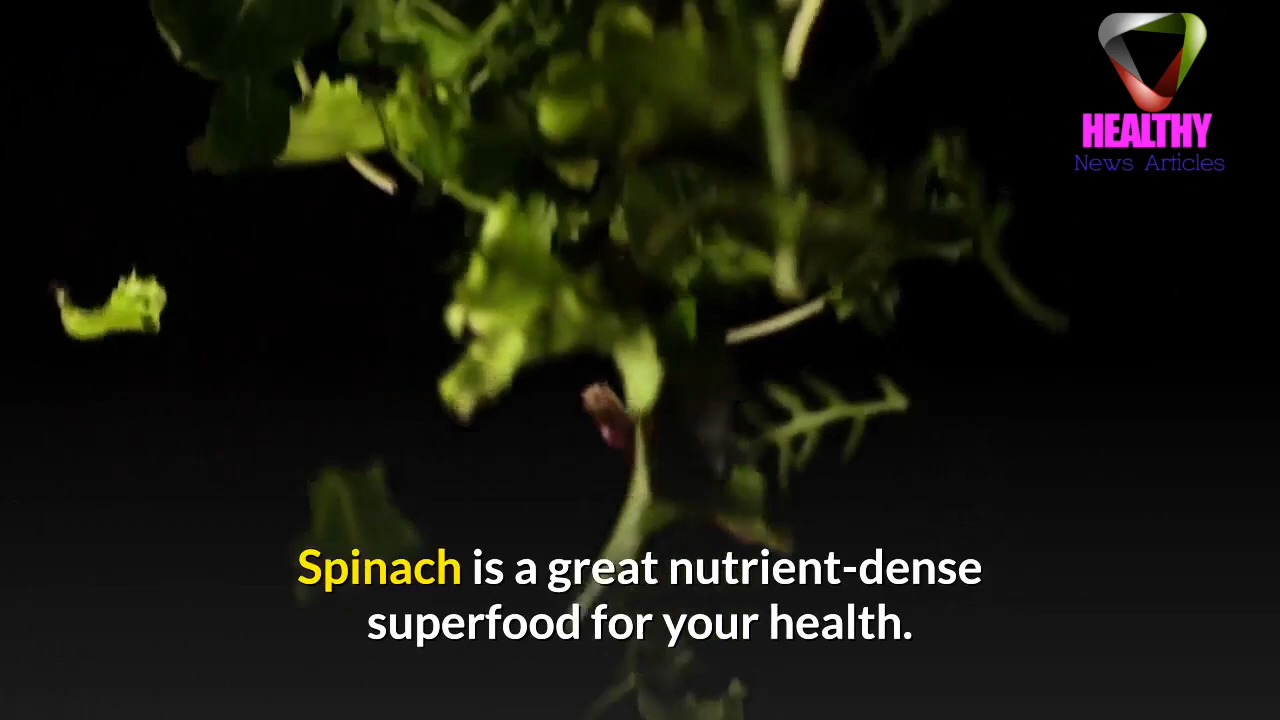 HEALTHY
News Articles
Spinach is a great nutrient-dense
superfood for your health.